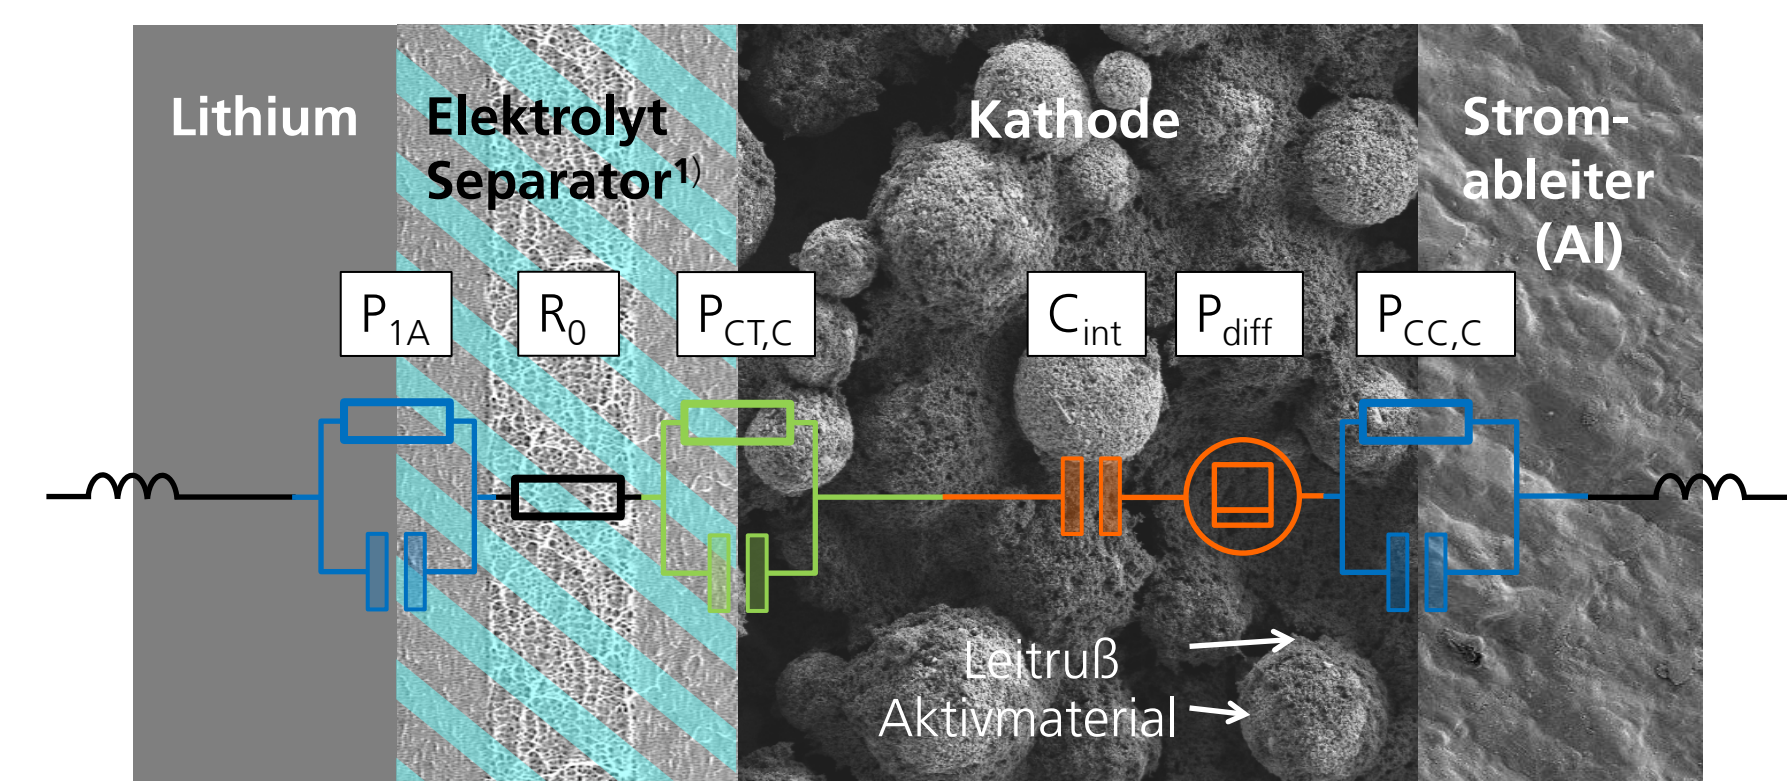 Lithium
Elektrolyt
Separator¹⁾
Kathode
Strom-
ableiter
(Al)
P1A
R0
PCT,C
Cint
Pdiff
PCC,C
Leitruß
Aktivmaterial